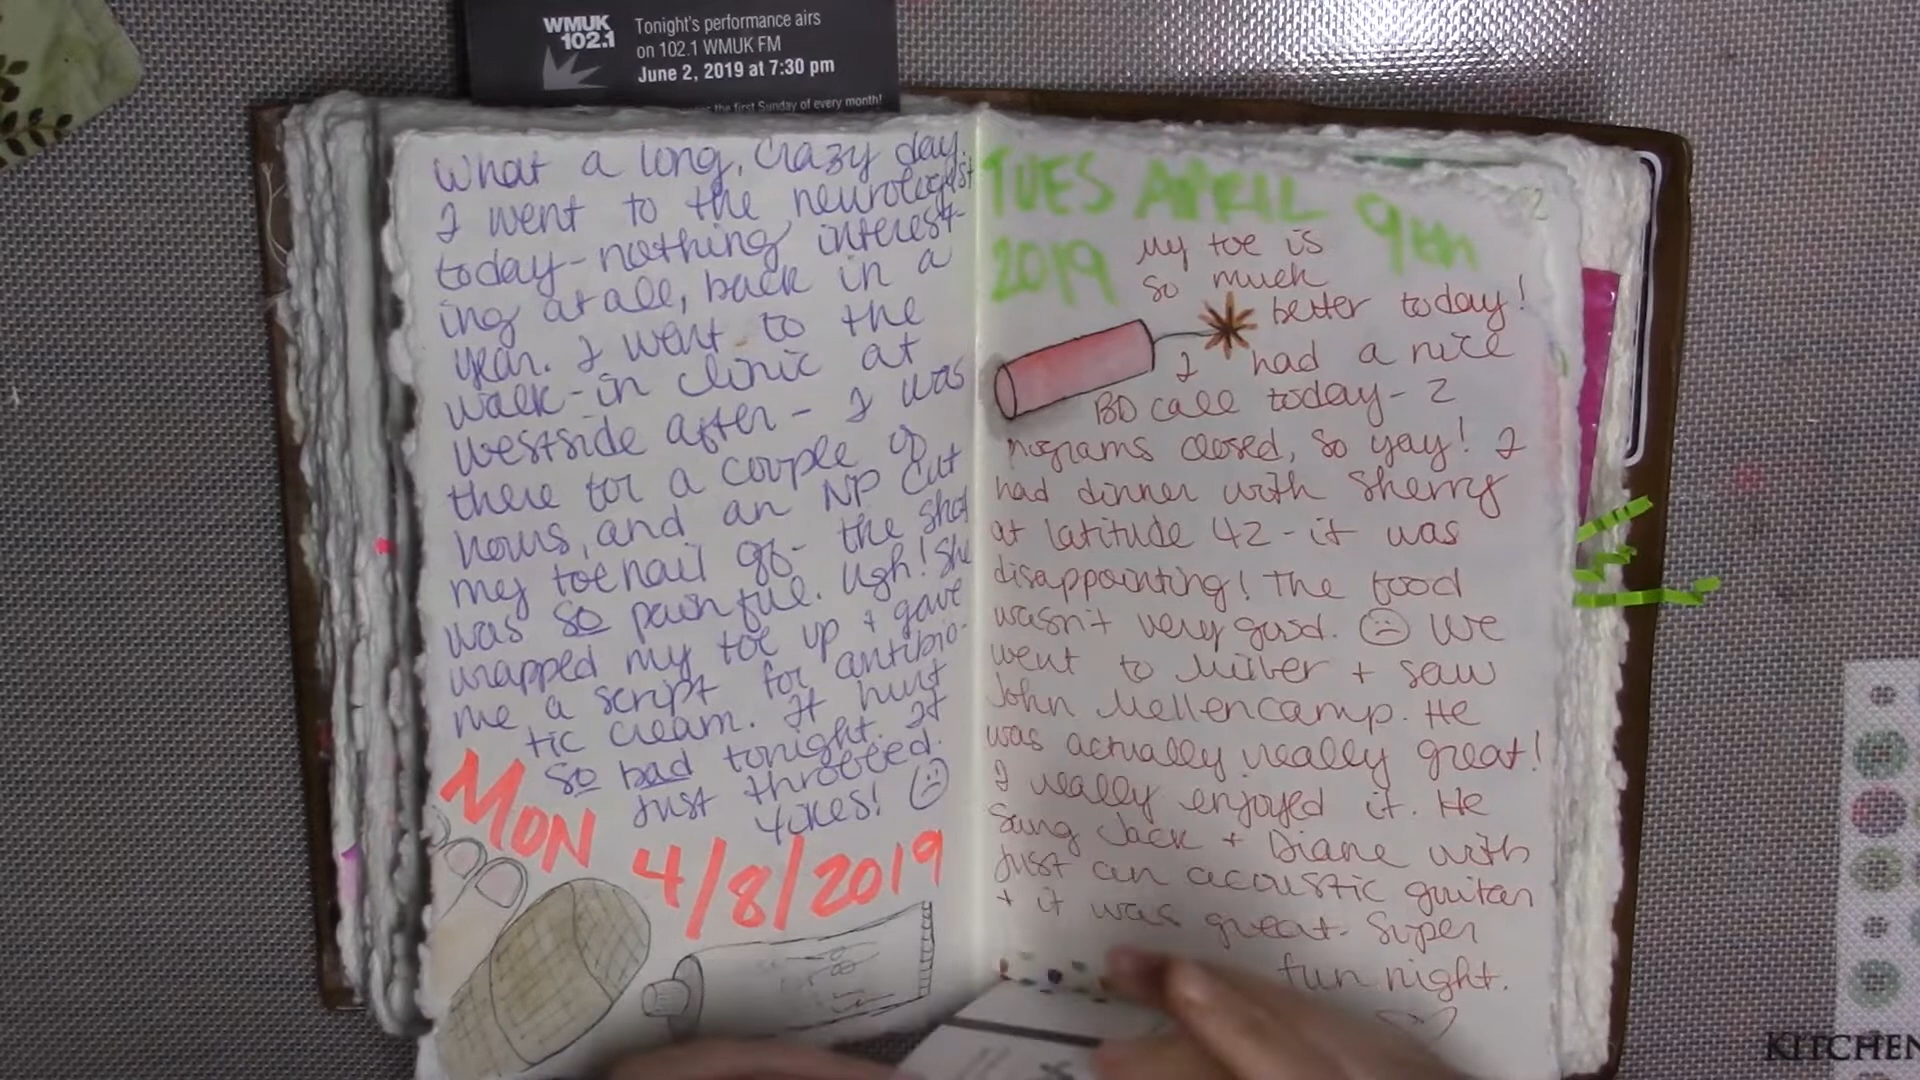 WMUK
102.1
Tonight's performance airs
on 102.1 WMUK FM
June 2, 2019 at 7:30 pm
the first Sunday of every month!
What a long, crazy day.
I went to the neurologist
today - nothing interest-
ing at all, back in a
year. I went to the
walk-in clinic at
Westside after - I was
there for a couple of
hours, and an NP cut
my toenail off - the shot
was so painful. Ugh! She
wrapped my toe up + gave
me a script for antibio-
tic cream. It hurt
so bad tonight. It
just throbbed.
Yikes!
MON
4/8/2019
TUES APRIL 9th
2019
My toe is
so much
better today!
I had a nice
BD call today - 2
programs closed, so yay! I
had dinner with Sherry
at Latitude 42 - it was
disappointing! The food
wasn't very good. We
went to Miller + saw
John Mellencamp. He
was actually really great!
I really enjoyed it. He
sang Jack + Diane with
just an acoustic guitar
+ it was great. Super
fun night.
KITCHEN